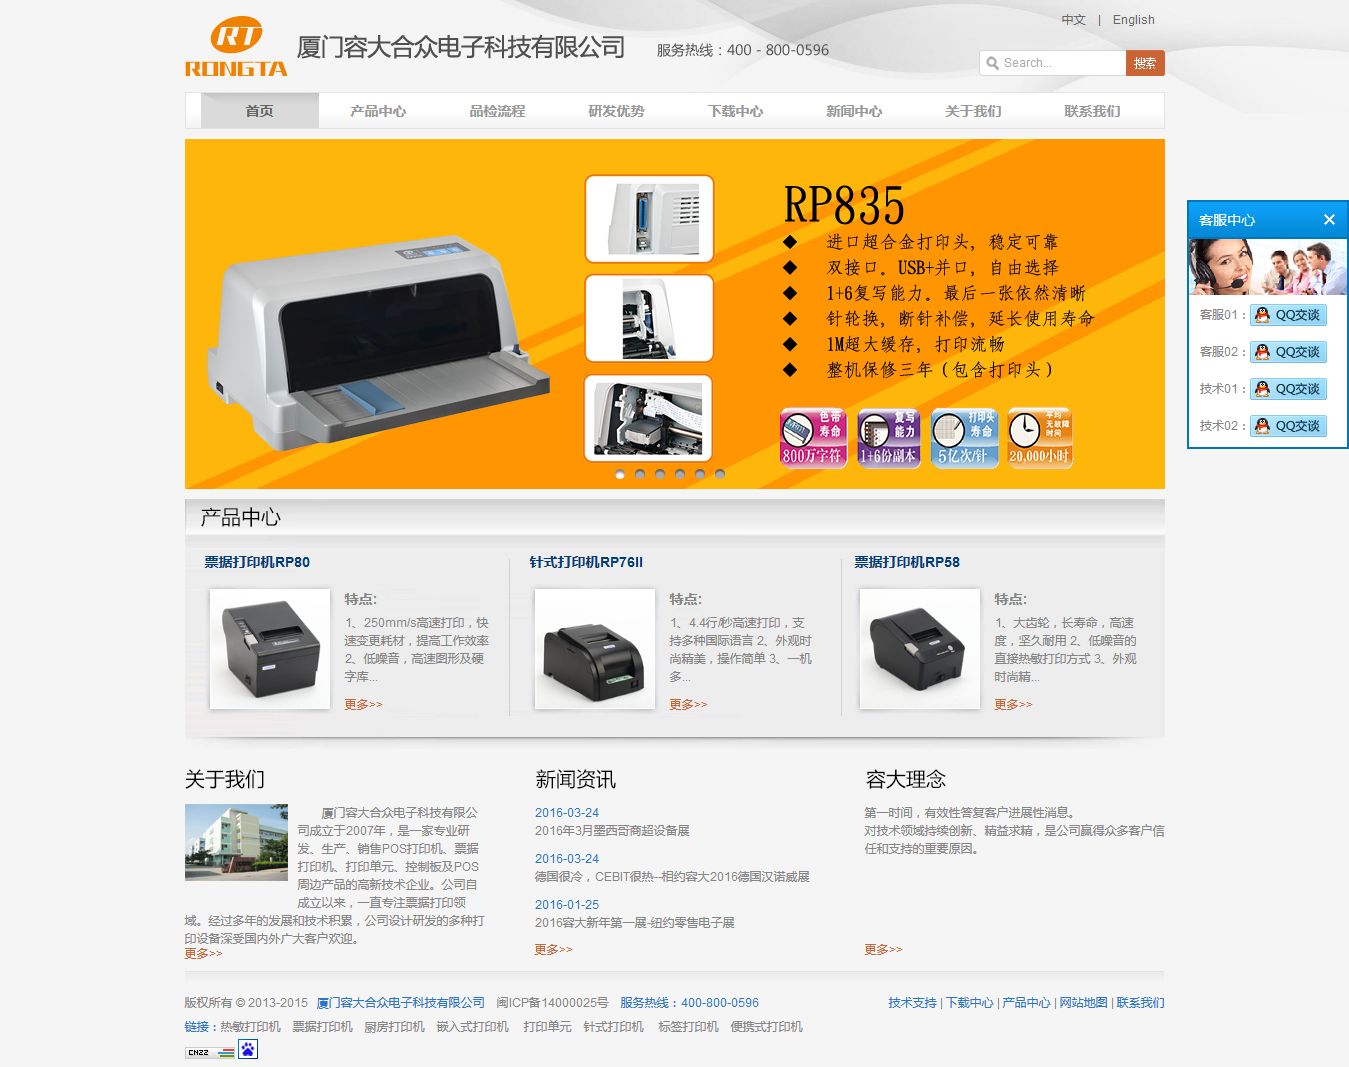 中文 | English
RT
RONGTA
厦门容大合众电子科技有限公司 服务热线：400 - 800-0596
Search... 搜索
首页 产品中心 品检流程 研发优势 下载中心 新闻中心 关于我们 联系我们
RP835
◆ 进口超合金打印头, 稳定可靠
◆ 双接口. USB+并口, 自由选择
◆ 1+6复写能力. 最后一张依然清晰
◆ 针轮换, 断针补偿, 延长使用寿命
◆ 1M超大缓存, 打印流畅
◆ 整机保修三年（包含打印头）
色带寿命 800万字符
复写能力 1+6份副本
打印头寿命 5亿次/针
平均无故障时间 20,000小时
客服中心 ×
客服01： QQ交谈
客服02： QQ交谈
技术01： QQ交谈
技术02： QQ交谈
产品中心
票据打印机RP80
特点:
1、250mm/s高速打印，快
速变更耗材，提高工作效率
2、低噪音，高速图形及硬
字库...
更多>>
针式打印机RP76II
特点:
1、4.4行/秒高速打印，支
持多种国际语言 2、外观时
尚精美，操作简单 3、一机
多...
更多>>
票据打印机RP58
特点:
1、大齿轮，长寿命，高速
度，坚久耐用 2、低噪音的
直接热敏打印方式 3、外观
时尚精...
更多>>
关于我们
厦门容大合众电子科技有限公
司成立于2007年，是一家专业研
发、生产、销售POS打印机、票据
打印机、打印单元、控制板及POS
周边产品的高新技术企业。公司自
成立以来，一直专注票据打印领
域。经过多年的发展和技术积累，公司设计研发的多种打
印设备深受国内外广大客户欢迎。
更多>>
新闻资讯
2016-03-24
2016年3月墨西哥商超设备展
2016-03-24
德国很冷，CEBIT很热--相约容大2016德国汉诺威展
2016-01-25
2016容大新年第一展-纽约零售电子展
更多>>
容大理念
第一时间，有效性答复客户进展性消息。
对技术领域持续创新、精益求精，是公司赢得众多客户信
任和支持的重要原因。
更多>>
版权所有 © 2013-2015 厦门容大合众电子科技有限公司 闽ICP备14000025号 服务热线：400-800-0596
技术支持 | 下载中心 | 产品中心 | 网站地图 | 联系我们
链接：热敏打印机 票据打印机 厨房打印机 嵌入式打印机 打印单元 针式打印机 标签打印机 便携式打印机
CNZZ